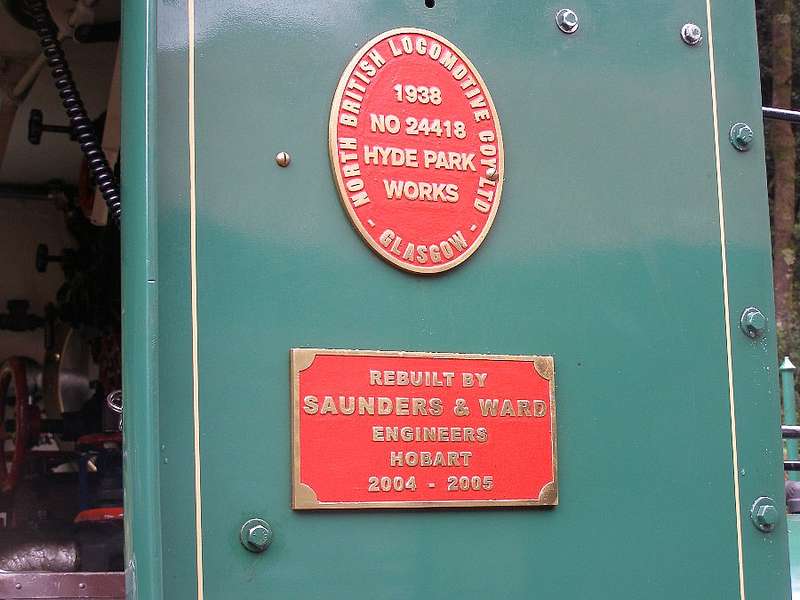 NORTH BRITISH LOCOMOTIVE COY LTD
1938
NO 24418
HYDE PARK
WORKS
- GLASGOW -
REBUILT BY
SAUNDERS & WARD
ENGINEERS
HOBART
2004 - 2005